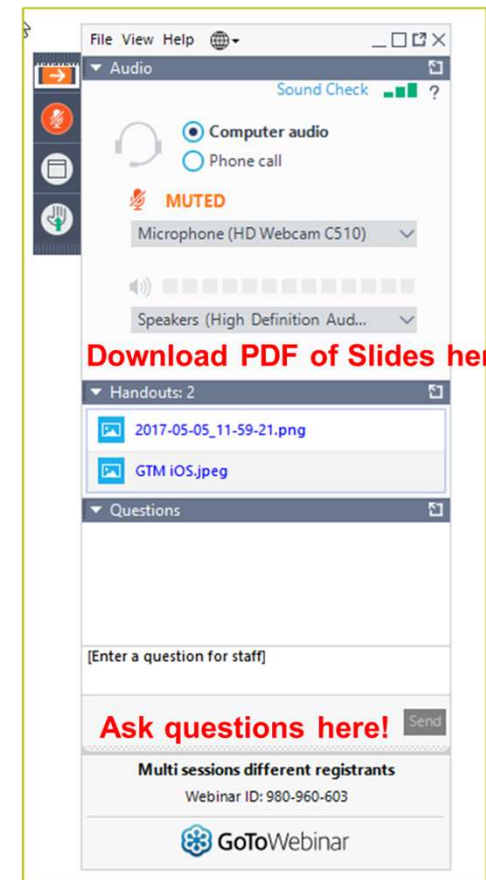 File View Help
Audio
Sound Check ?
Computer audio
Phone call
MUTED
Microphone (HD Webcam C510)
Speakers (High Definition Aud...
Download PDF of Slides her
Handouts: 2
2017-05-05_11-59-21.png
GTM iOS.jpeg
Questions
[Enter a question for staff]
Ask questions here! Send
Multi sessions different registrants
Webinar ID: 980-960-603
GoToWebinar